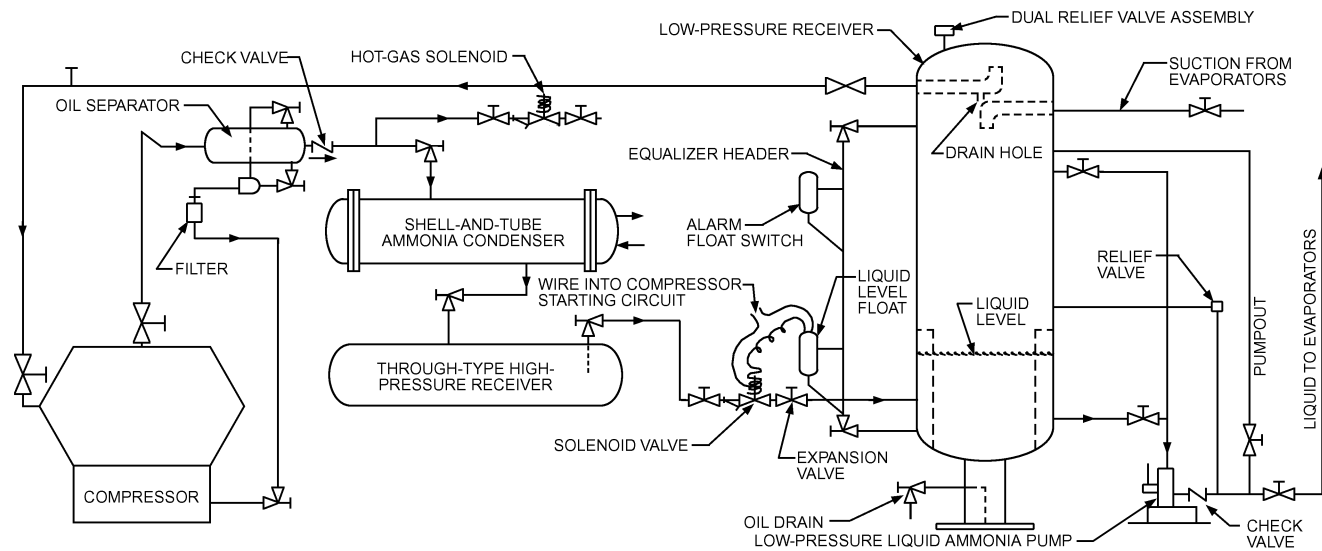 DUAL RELIEF VALVE ASSEMBLY
LOW-PRESSURE RECEIVER
CHECK VALVE
HOT-GAS SOLENOID
SUCTION FROM
EVAPORATORS
OIL SEPARATOR
EQUALIZER HEADER
DRAIN HOLE
ALARM
FLOAT SWITCH
SHELL-AND-TUBE
AMMONIA CONDENSER
FILTER
WIRE INTO COMPRESSOR
STARTING CIRCUIT
LIQUID
LEVEL
FLOAT
LIQUID
LEVEL
RELIEF
VALVE
PUMPOUT
LIQUID TO EVAPORATORS
THROUGH-TYPE HIGH-
PRESSURE RECEIVER
SOLENOID VALVE
EXPANSION
VALVE
COMPRESSOR
OIL DRAIN
LOW-PRESSURE LIQUID AMMONIA PUMP
CHECK
VALVE